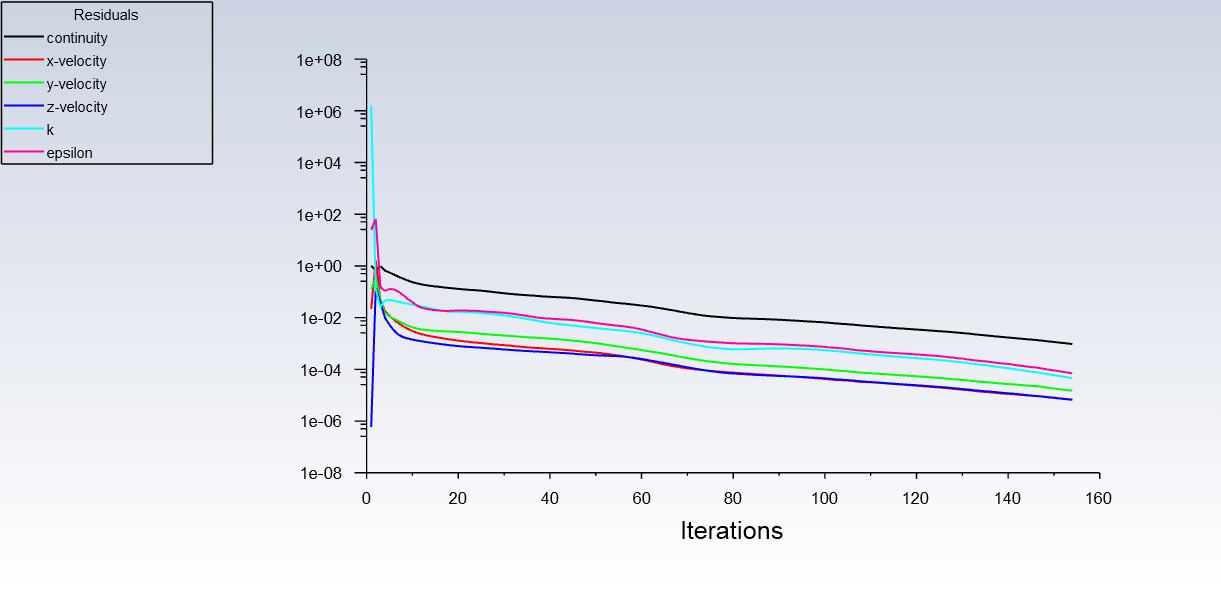 Residuals
continuity
x-velocity
y-velocity
z-velocity
k
epsilon
1e+08
1e+06
1e+04
1e+02
1e+00
1e-02
1e-04
1e-06
1e-08
0 20 40 60 80 100 120 140 160
Iterations